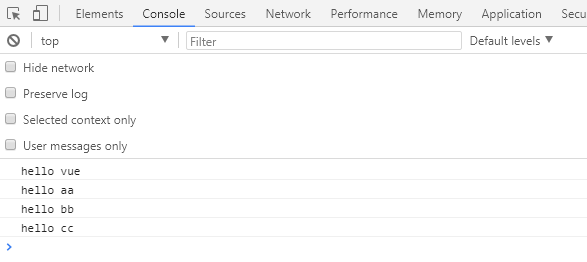 Elements Console Sources Network Performance Memory Application Secu
top Filter Default levels
Hide network
Preserve log
Selected context only
User messages only
hello vue
hello aa
hello bb
hello cc